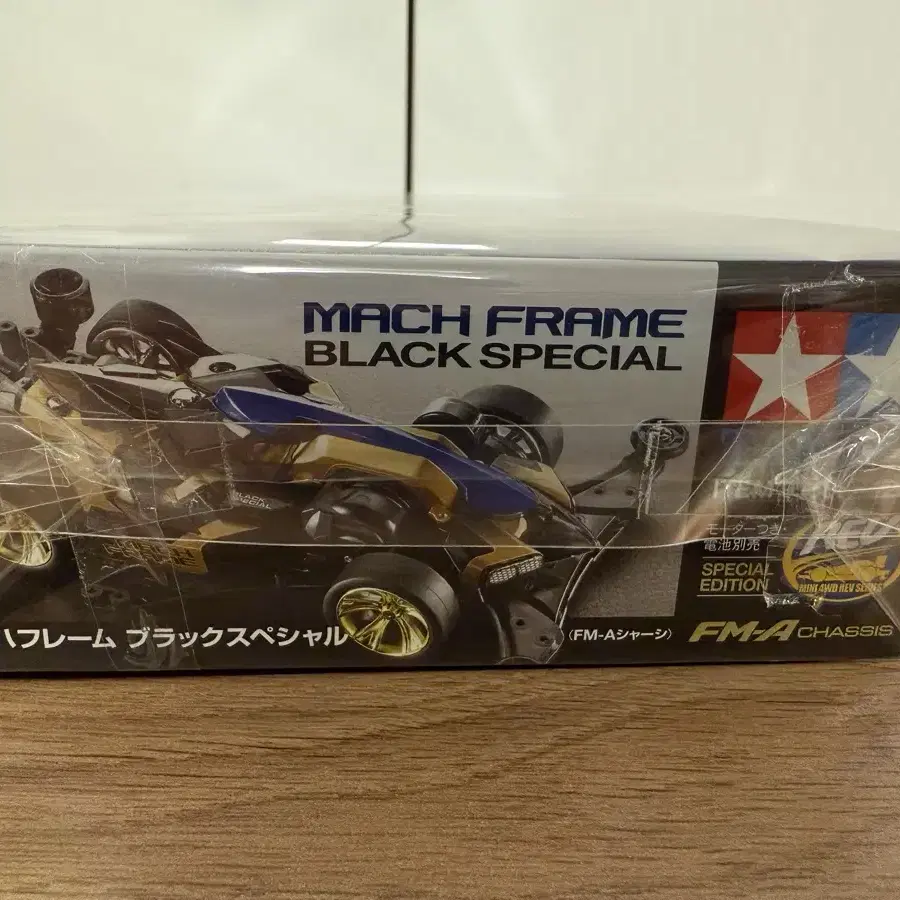 MACH FRAME
BLACK SPECIAL
BLACK
SPECIAL
モーターつき
電池別売
SPECIAL
EDITION
REV
MINI 4WD REV SERIES
ハフレーム ブラックスペシャル
(FM-Aシャーシ)
FM-A CHASSIS